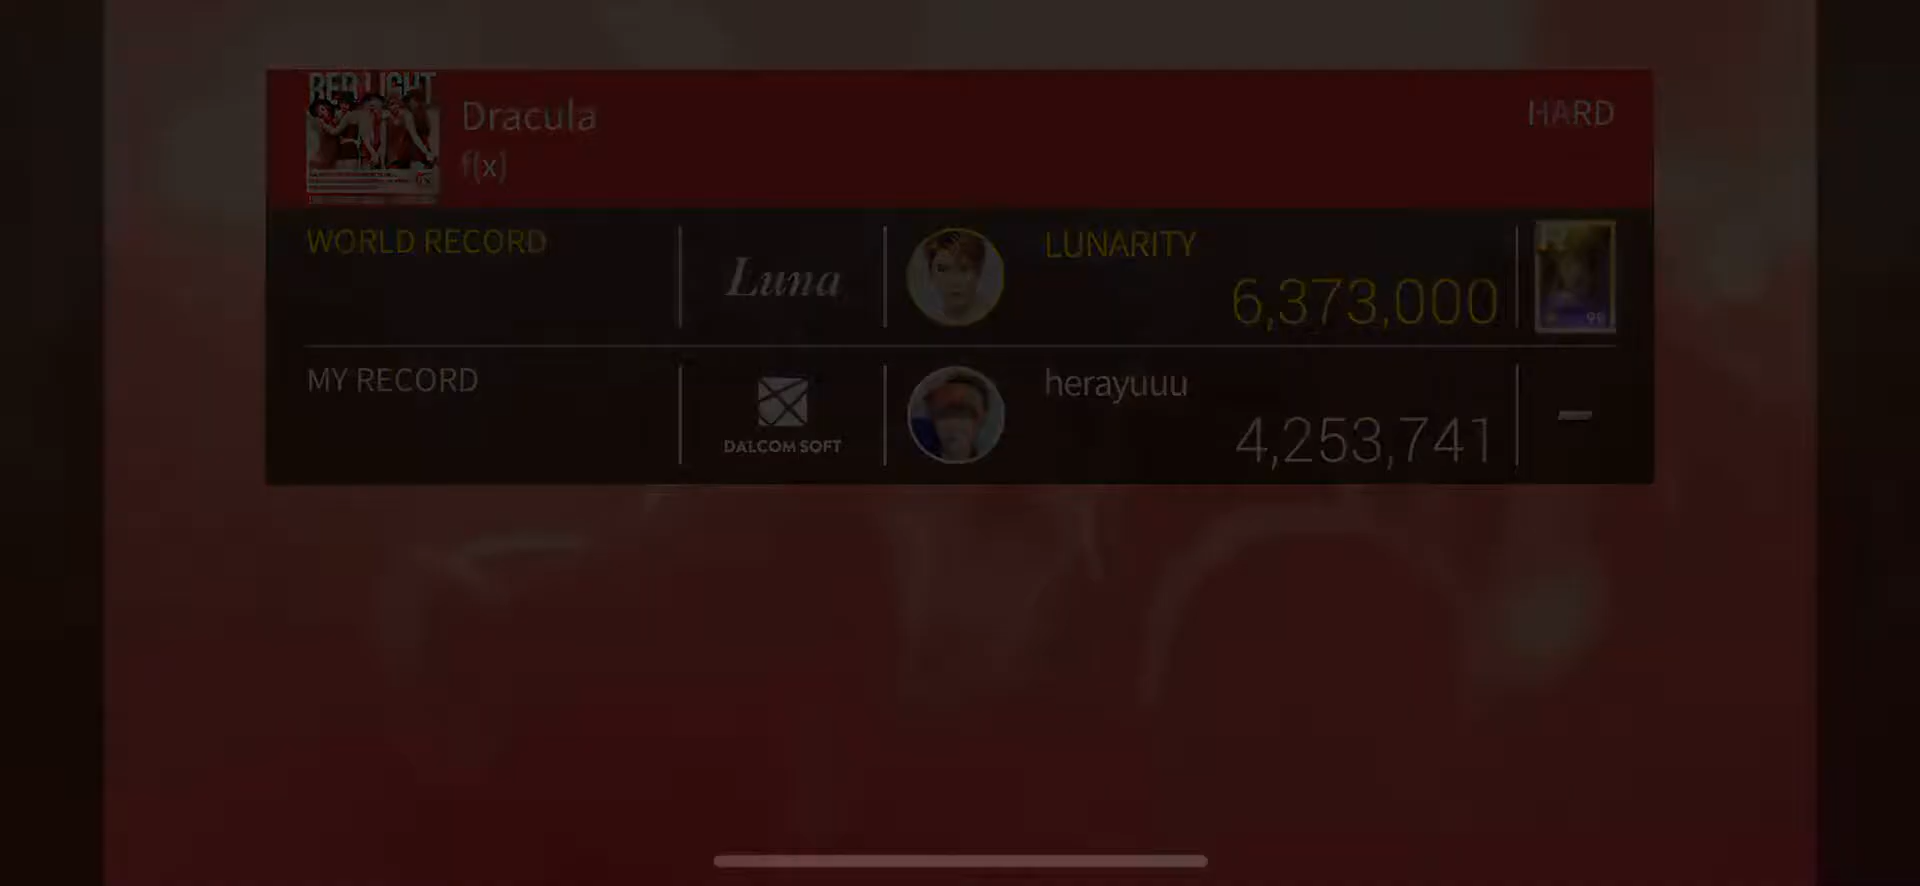 RED LIGHT
Dracula
f(x)
HARD
WORLD RECORD
Luna
LUNARITY
6,373,000
R
99
MY RECORD
DALCOM SOFT
herayuuu
4,253,741